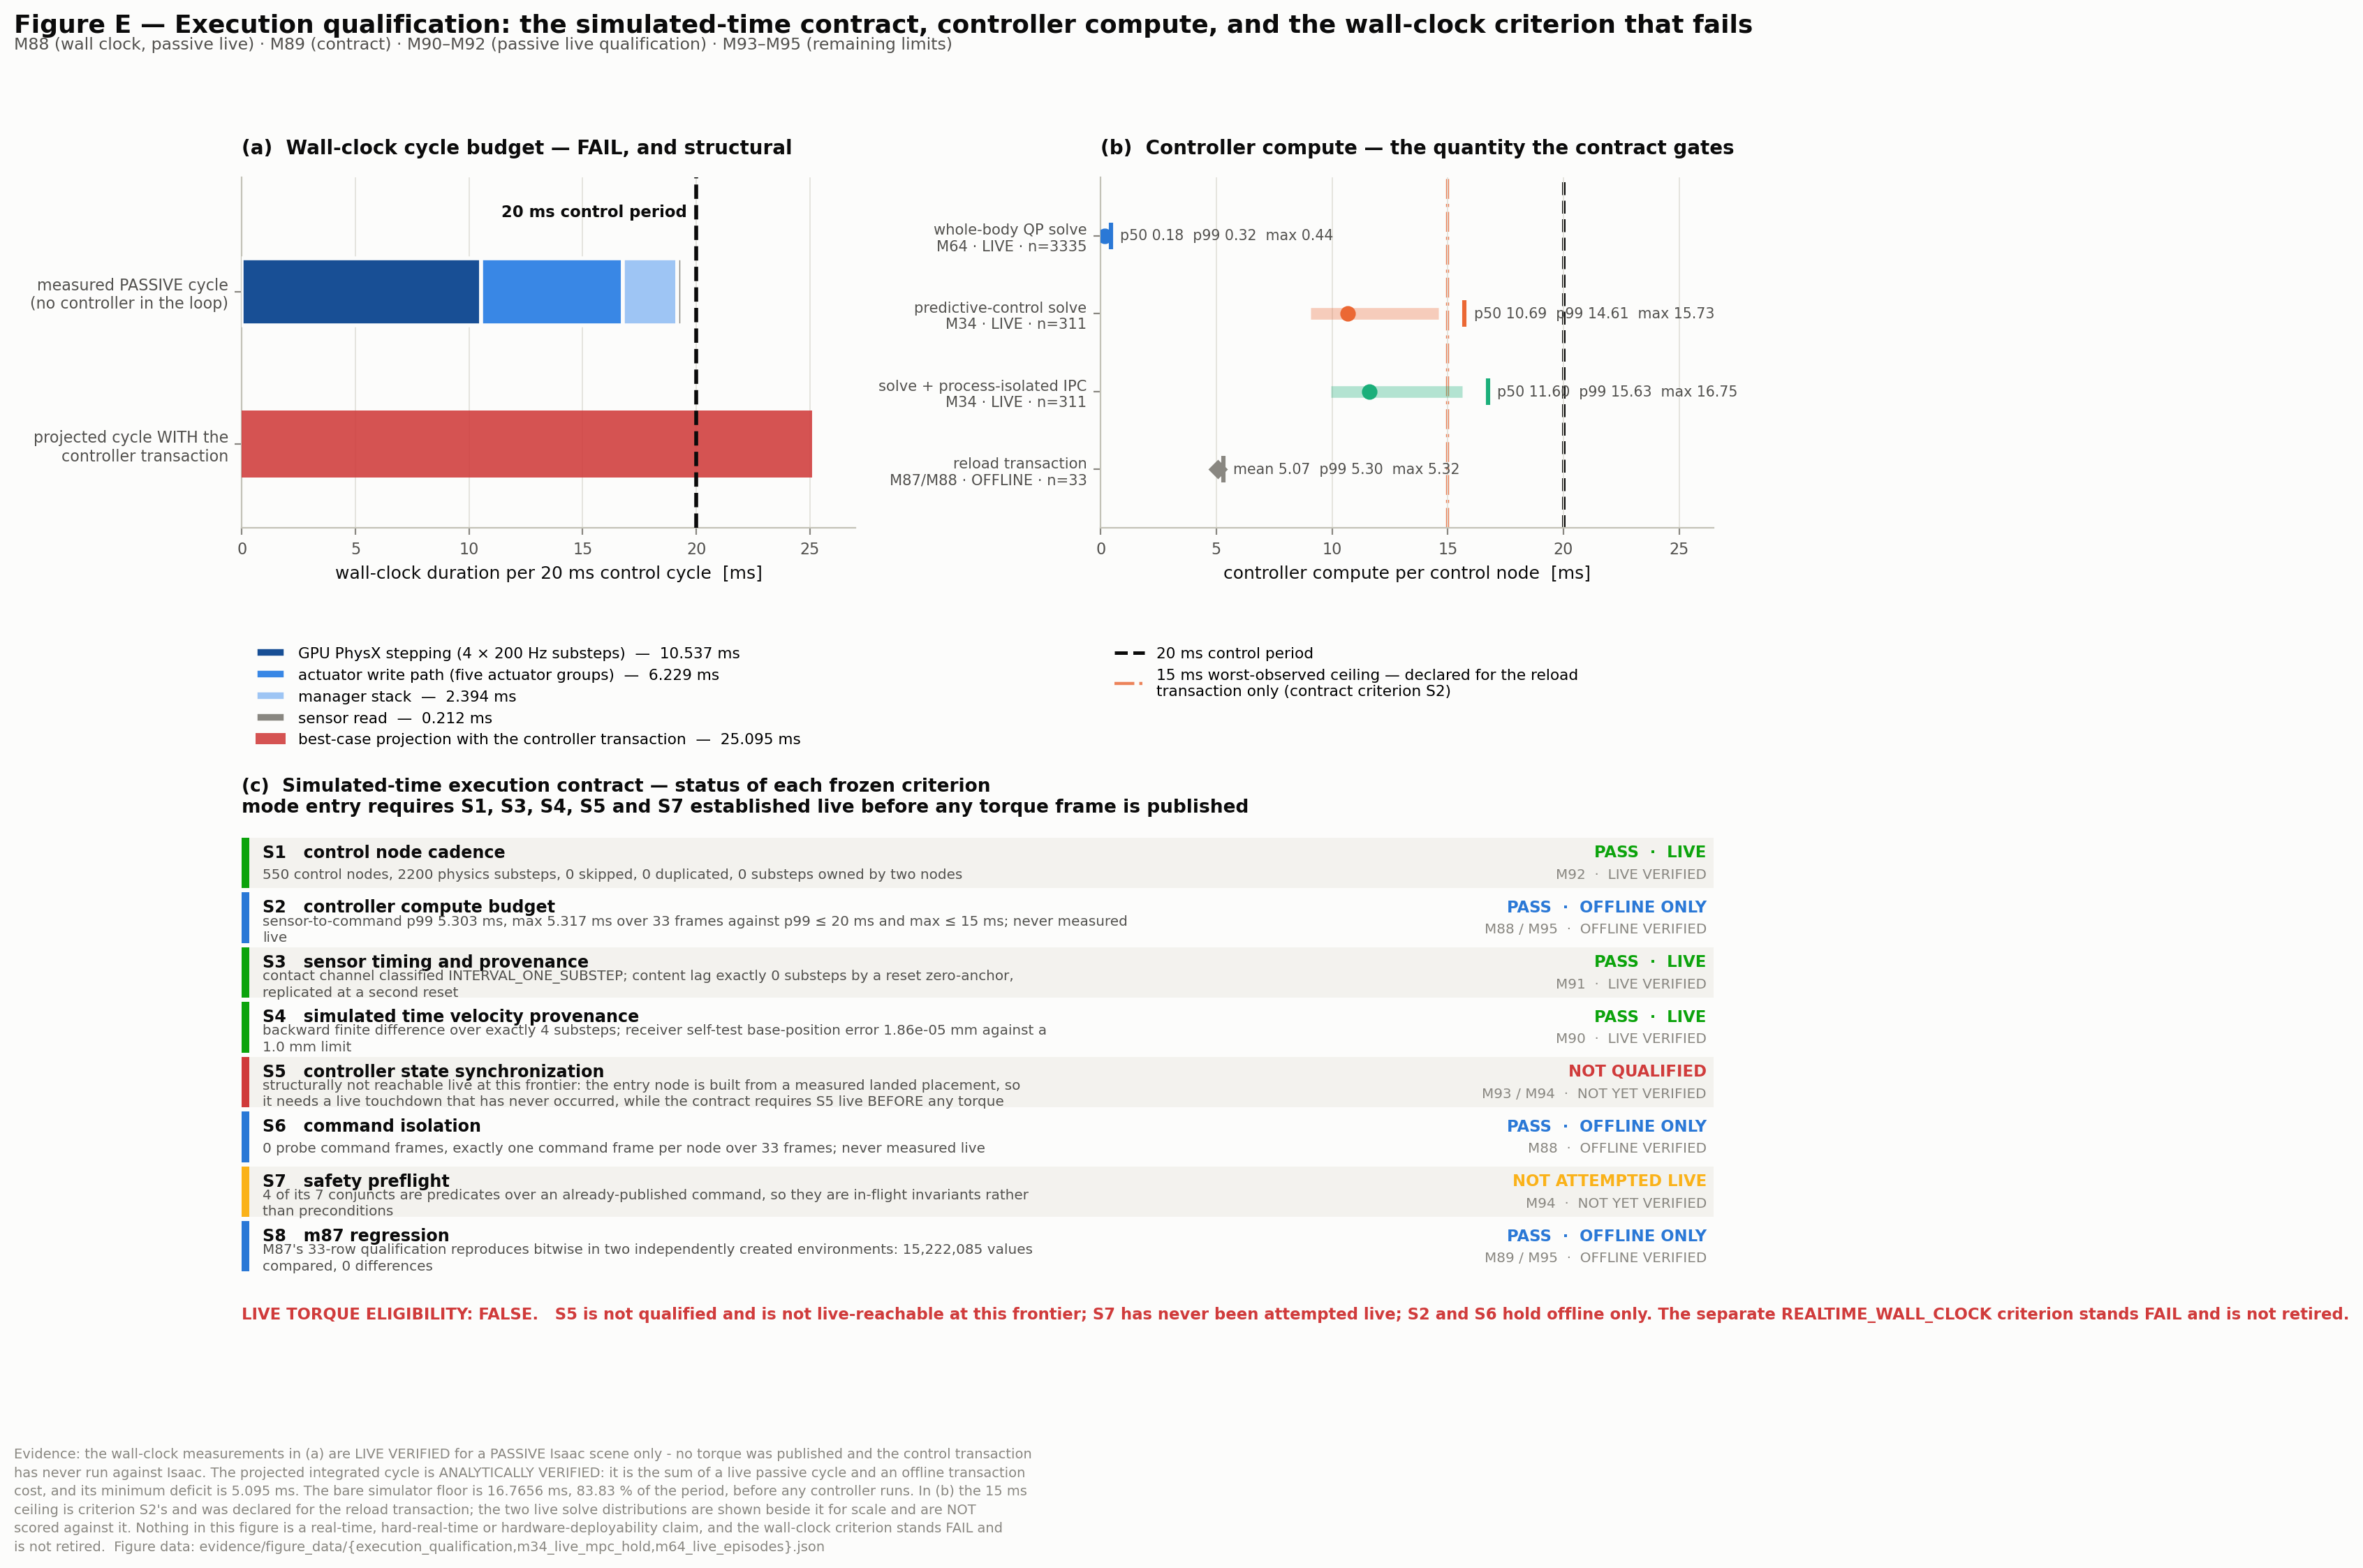 Figure E — Execution qualification: the simulated-time contract, controller compute, and the wall-clock criterion that fails
M88 (wall clock, passive live) · M89 (contract) · M90–M92 (passive live qualification) · M93–M95 (remaining limits)
(a)  Wall-clock cycle budget — FAIL, and structural
20 ms control period
measured PASSIVE cycle
(no controller in the loop)
projected cycle WITH the
controller transaction
0 5 10 15 20 25
wall-clock duration per 20 ms control cycle  [ms]
GPU PhysX stepping (4 × 200 Hz substeps)  —  10.537 ms
actuator write path (five actuator groups)  —  6.229 ms
manager stack  —  2.394 ms
sensor read  —  0.212 ms
best-case projection with the controller transaction  —  25.095 ms
(b)  Controller compute — the quantity the contract gates
whole-body QP solve
M64 · LIVE · n=3335
p50 0.18  p99 0.32  max 0.44
predictive-control solve
M34 · LIVE · n=311
p50 10.69  p99 14.61  max 15.73
solve + process-isolated IPC
M34 · LIVE · n=311
p50 11.60  p99 15.63  max 16.75
reload transaction
M87/M88 · OFFLINE · n=33
mean 5.07  p99 5.30  max 5.32
0 5 10 15 20 25
controller compute per control node  [ms]
20 ms control period
15 ms worst-observed ceiling — declared for the reload
transaction only (contract criterion S2)
(c)  Simulated-time execution contract — status of each frozen criterion
mode entry requires S1, S3, S4, S5 and S7 established live before any torque frame is published
S1   control node cadence
PASS  ·  LIVE
550 control nodes, 2200 physics substeps, 0 skipped, 0 duplicated, 0 substeps owned by two nodes
M92  ·  LIVE VERIFIED
S2   controller compute budget
PASS  ·  OFFLINE ONLY
sensor-to-command p99 5.303 ms, max 5.317 ms over 33 frames against p99 ≤ 20 ms and max ≤ 15 ms; never measured
live
M88 / M95  ·  OFFLINE VERIFIED
S3   sensor timing and provenance
PASS  ·  LIVE
contact channel classified INTERVAL_ONE_SUBSTEP; content lag exactly 0 substeps by a reset zero-anchor,
replicated at a second reset
M91  ·  LIVE VERIFIED
S4   simulated time velocity provenance
PASS  ·  LIVE
backward finite difference over exactly 4 substeps; receiver self-test base-position error 1.86e-05 mm against a
1.0 mm limit
M90  ·  LIVE VERIFIED
S5   controller state synchronization
NOT QUALIFIED
structurally not reachable live at this frontier: the entry node is built from a measured landed placement, so
it needs a live touchdown that has never occurred, while the contract requires S5 live BEFORE any torque
M93 / M94  ·  NOT YET VERIFIED
S6   command isolation
PASS  ·  OFFLINE ONLY
0 probe command frames, exactly one command frame per node over 33 frames; never measured live
M88  ·  OFFLINE VERIFIED
S7   safety preflight
NOT ATTEMPTED LIVE
4 of its 7 conjuncts are predicates over an already-published command, so they are in-flight invariants rather
than preconditions
M94  ·  NOT YET VERIFIED
S8   m87 regression
PASS  ·  OFFLINE ONLY
M87's 33-row qualification reproduces bitwise in two independently created environments: 15,222,085 values
compared, 0 differences
M89 / M95  ·  OFFLINE VERIFIED
LIVE TORQUE ELIGIBILITY: FALSE.   S5 is not qualified and is not live-reachable at this frontier; S7 has never been attempted live; S2 and S6 hold offline only. The separate REALTIME_WALL_CLOCK criterion stands FAIL and is not retired.
Evidence: the wall-clock measurements in (a) are LIVE VERIFIED for a PASSIVE Isaac scene only - no torque was published and the control transaction
has never run against Isaac. The projected integrated cycle is ANALYTICALLY VERIFIED: it is the sum of a live passive cycle and an offline transaction
cost, and its minimum deficit is 5.095 ms. The bare simulator floor is 16.7656 ms, 83.83 % of the period, before any controller runs. In (b) the 15 ms
ceiling is criterion S2's and was declared for the reload transaction; the two live solve distributions are shown beside it for scale and are NOT
scored against it. Nothing in this figure is a real-time, hard-real-time or hardware-deployability claim, and the wall-clock criterion stands FAIL and
is not retired.  Figure data: evidence/figure_data/{execution_qualification,m34_live_mpc_hold,m64_live_episodes}.json